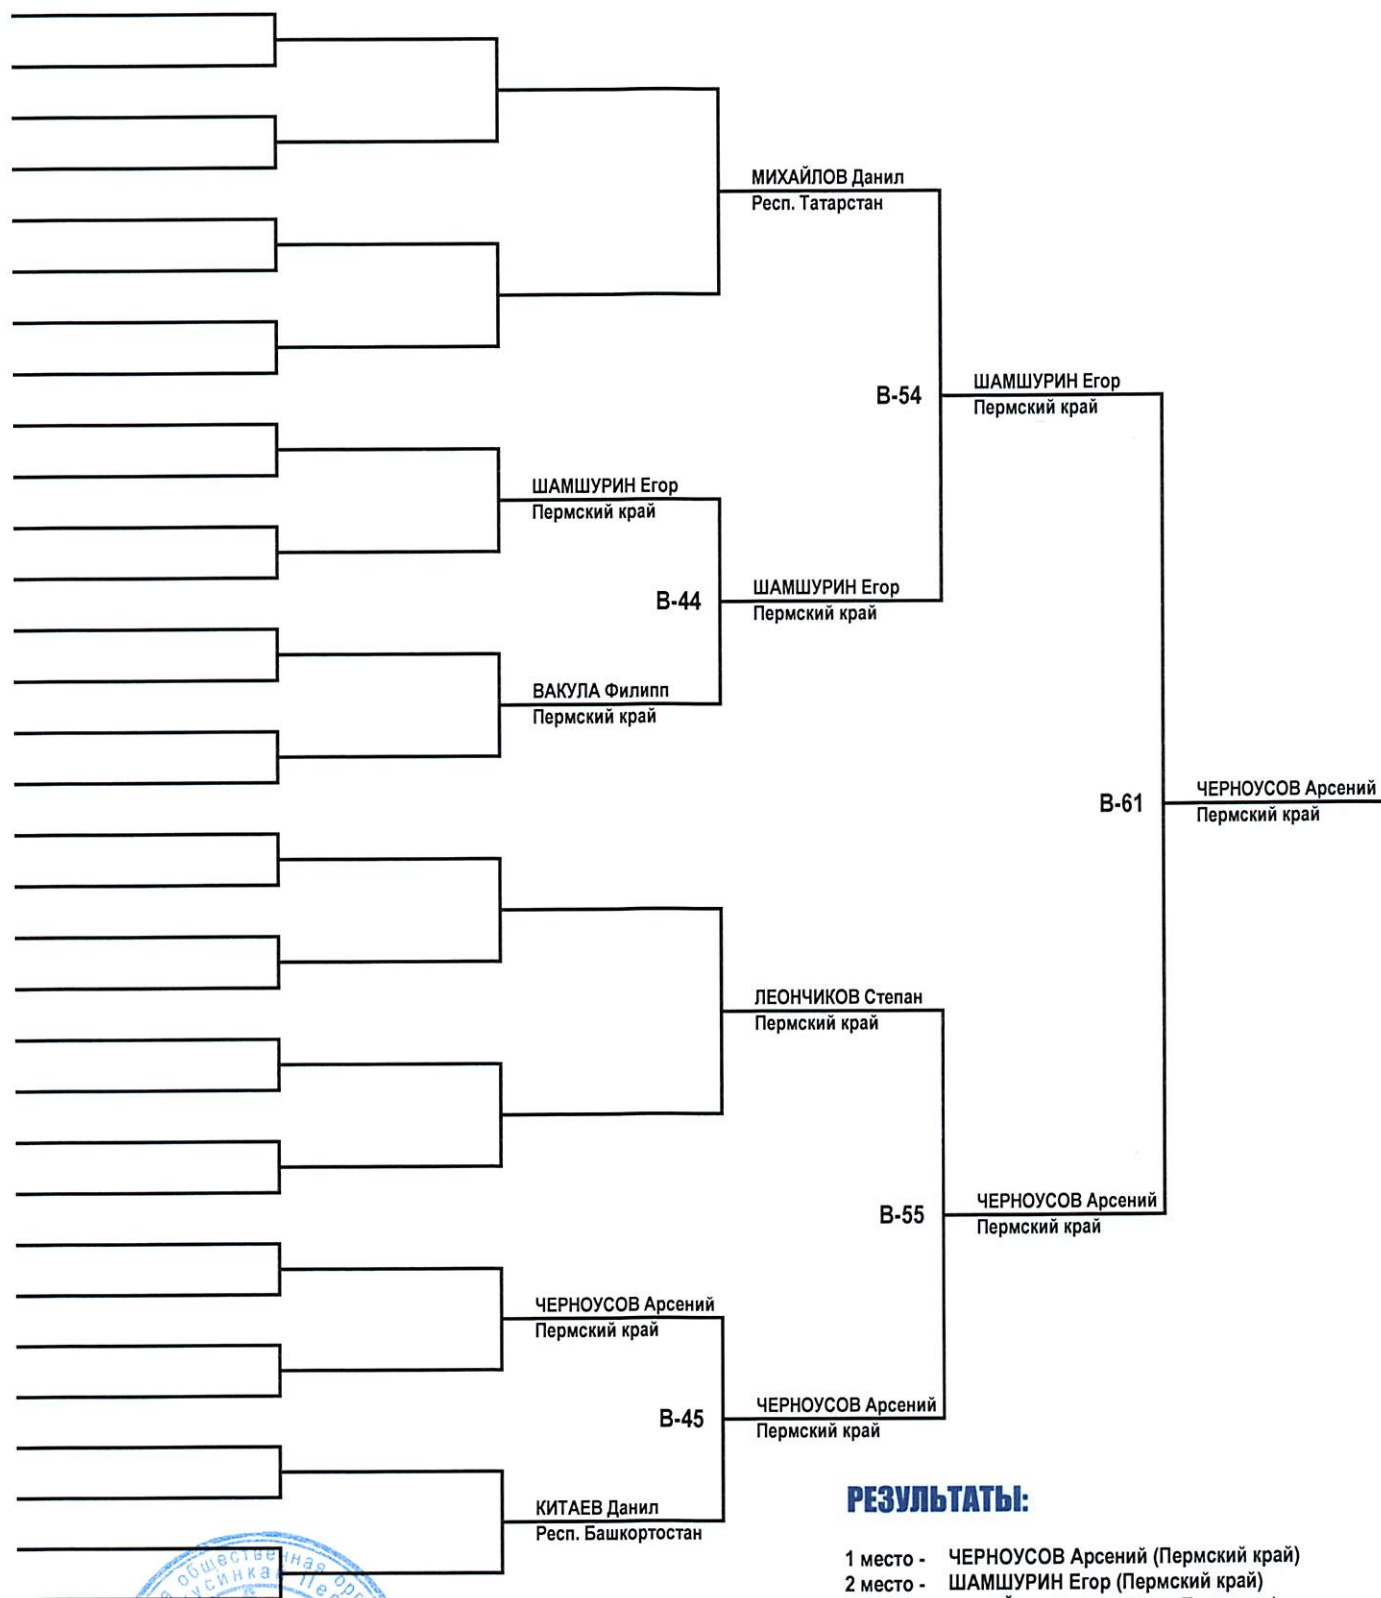 МИХАЙЛОВ Данил
Респ. Татарстан
В-54
ШАМШУРИН Егор
Пермский край
ШАМШУРИН Егор
Пермский край
В-44
ШАМШУРИН Егор
Пермский край
ВАКУЛА Филипп
Пермский край
В-61
ЧЕРНОУСОВ Арсений
Пермский край
ЛЕОНЧИКОВ Степан
Пермский край
В-55
ЧЕРНОУСОВ Арсений
Пермский край
ЧЕРНОУСОВ Арсений
Пермский край
В-45
ЧЕРНОУСОВ Арсений
Пермский край
КИТАЕВ Данил
Респ. Башкортостан
РЕЗУЛЬТАТЫ:
1 место - ЧЕРНОУСОВ Арсений (Пермский край)
2 место - ШАМШУРИН Егор (Пермский край)
общественная